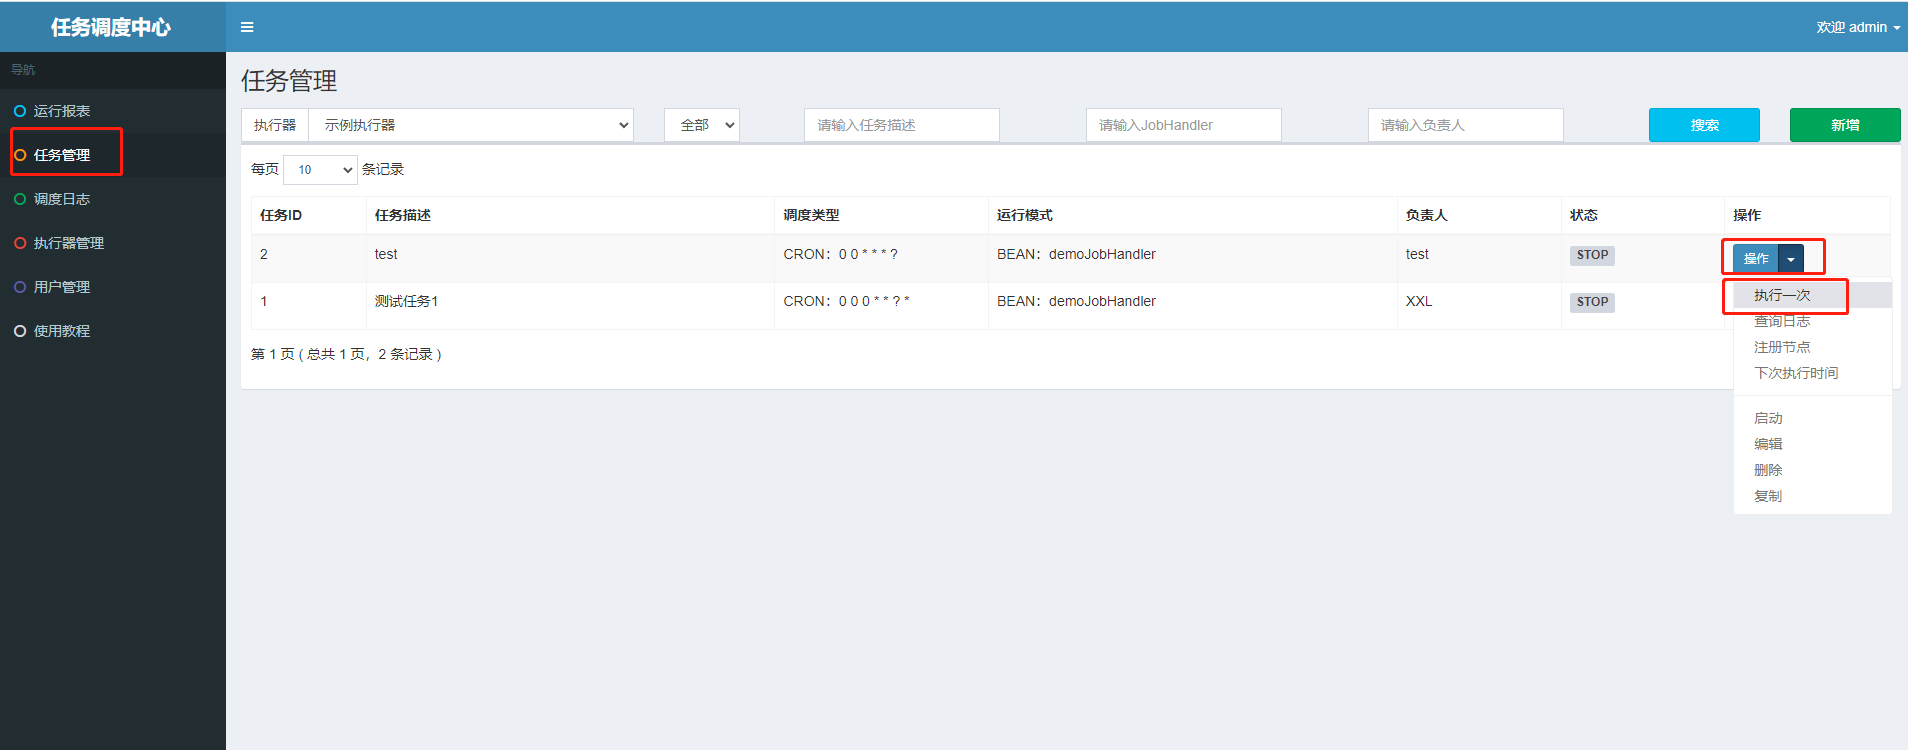 任务调度中心
欢迎 admin
导航
运行报表
任务管理
调度日志
执行器管理
用户管理
使用教程
任务管理
执行器 示例执行器 全部 请输入任务描述 请输入JobHandler 请输入负责人 搜索 新增
每页 10 条记录
任务ID 任务描述 调度类型 运行模式 负责人 状态 操作
2 test CRON：0 0 * * * ? BEAN：demoJobHandler test STOP 操作
1 测试任务1 CRON：0 0 0 * * ? * BEAN：demoJobHandler XXL STOP
执行一次
查询日志
注册节点
下次执行时间
启动
编辑
删除
复制
第 1 页 ( 总共 1 页，2 条记录 )